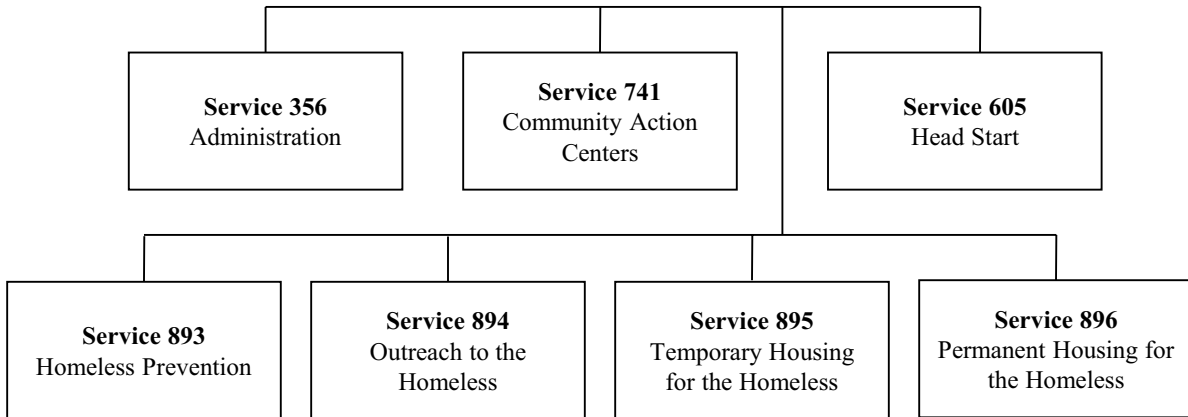 Service 356
Administration
Service 741
Community Action
Centers
Service 605
Head Start
Service 893
Homeless Prevention
Service 894
Outreach to the
Homeless
Service 895
Temporary Housing
for the Homeless
Service 896
Permanent Housing for
the Homeless